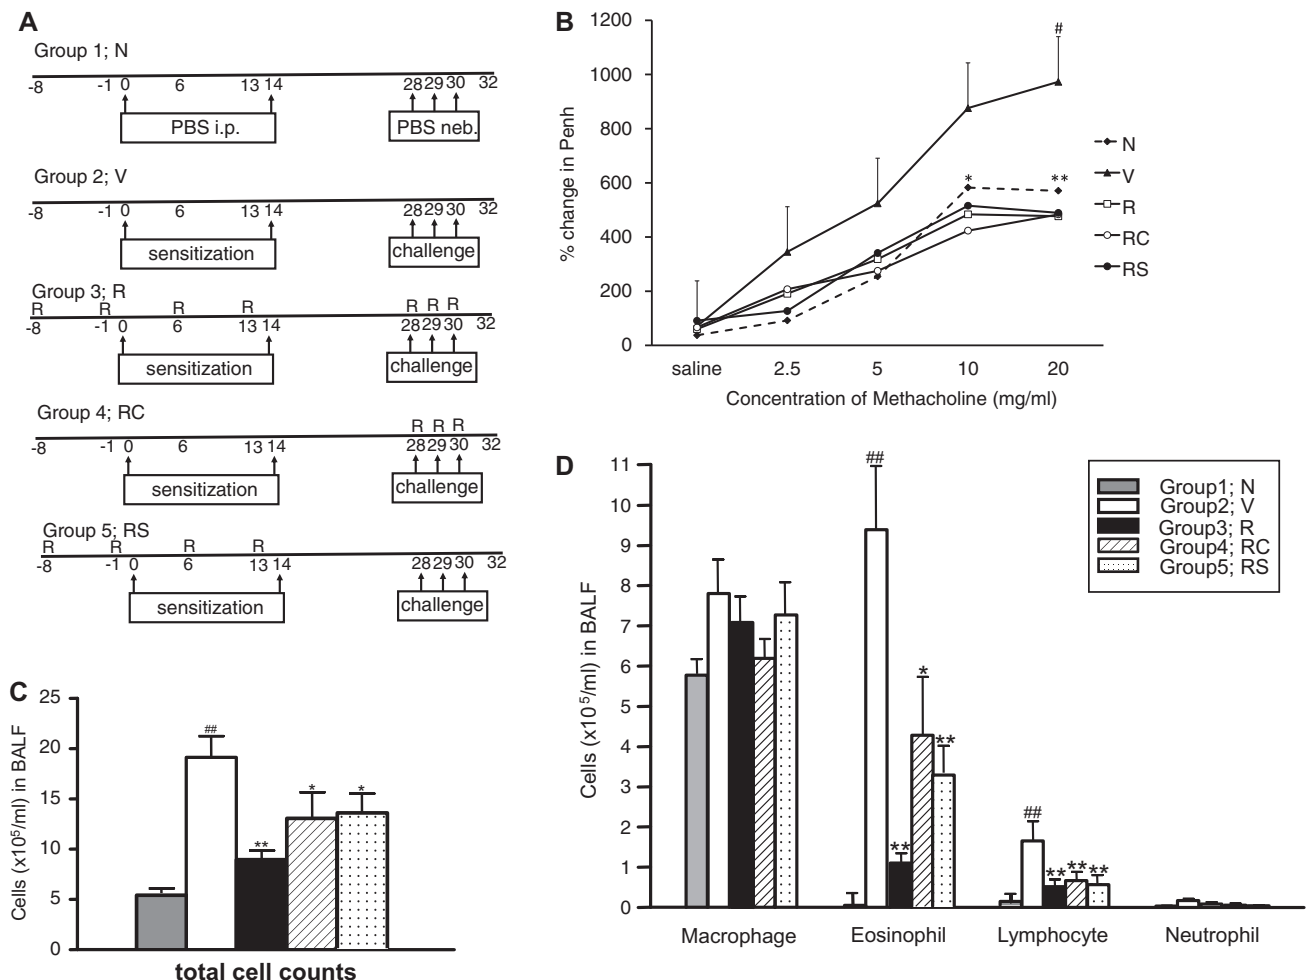 A
Group 1; N
-8 -1 0 6 13 14 28 29 30 32
PBS i.p. PBS neb.
Group 2; V
-8 -1 0 6 13 14 28 29 30 32
sensitization challenge
Group 3; R
R R R R R R R
-8 -1 0 6 13 14 28 29 30 32
sensitization challenge
Group 4; RC
R R R
-8 -1 0 6 13 14 28 29 30 32
sensitization challenge
Group 5; RS
R R R R
-8 -1 0 6 13 14 28 29 30 32
sensitization challenge
B
% change in Penh
1200
1000
800
600
400
200
0
#
* **
saline 2.5 5 10 20
Concentration of Methacholine (mg/ml)
N
V
R
RC
RS
C
Cells (x10⁵/ml) in BALF
25
20
15
10
5
0
##
**
*
*
total cell counts
D
Cells (x10⁵/ml) in BALF
11
10
9
8
7
6
5
4
3
2
1
0
##
**
*
**
##
** ** **
Macrophage Eosinophil Lymphocyte Neutrophil
Group1; N
Group2; V
Group3; R
Group4; RC
Group5; RS